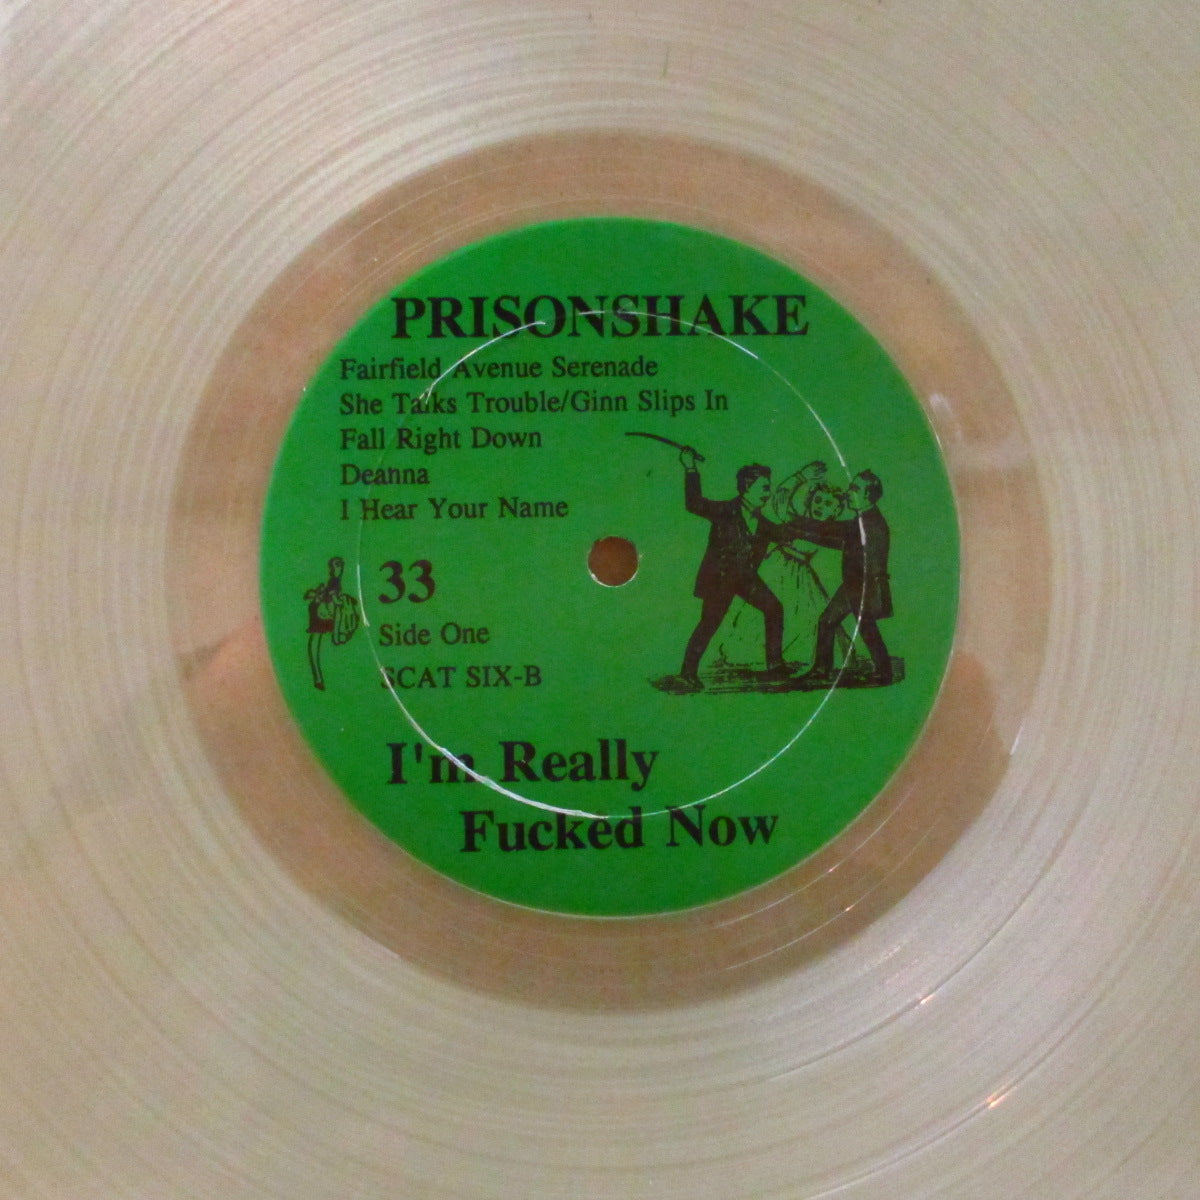 PRISONSHAKE
Fairfield Avenue Serenade
She Talks Trouble/Ginn Slips In
Fall Right Down
Deanna
I Hear Your Name
33
Side One
SCAT SIX-B
I'm Really
Fucked Now